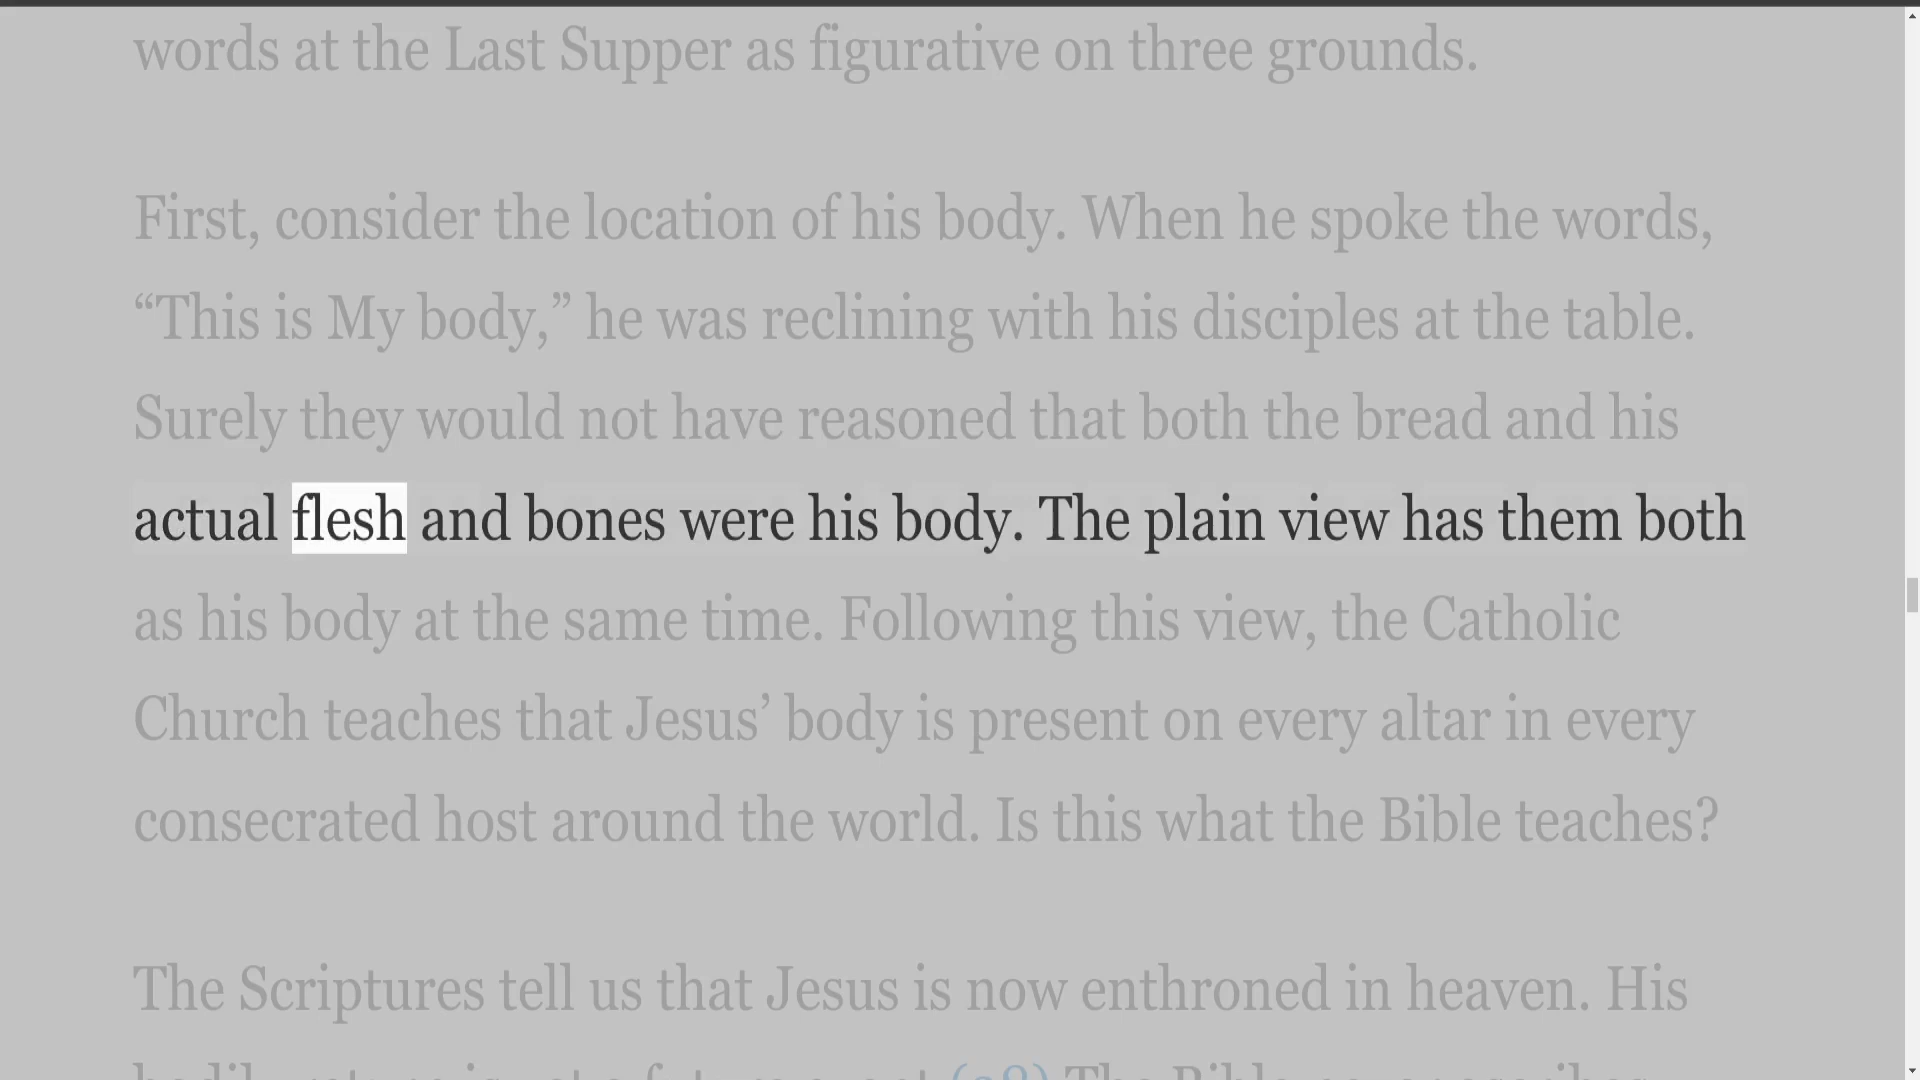 words at the Last Supper as figurative on three grounds.
First, consider the location of his body. When he spoke the words,
“This is My body,” he was reclining with his disciples at the table.
Surely they would not have reasoned that both the bread and his
actual flesh and bones were his body. The plain view has them both
as his body at the same time. Following this view, the Catholic
Church teaches that Jesus’ body is present on every altar in every
consecrated host around the world. Is this what the Bible teaches?
The Scriptures tell us that Jesus is now enthroned in heaven. His